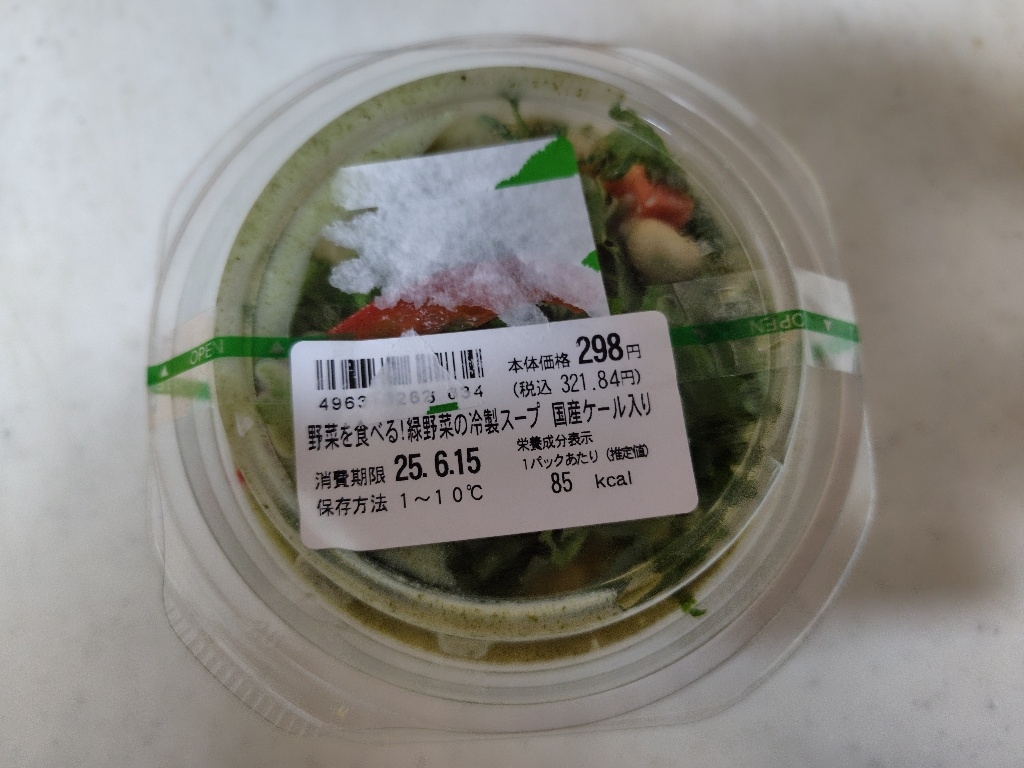 本体価格 298円
(税込 321.84円)
4963
野菜を食べる!緑野菜の冷製スープ 国産ケール入り
消費期限 25.6.15
保存方法 1～10℃
栄養成分表示
1パックあたり(推定値)
85 kcal
OPEN
OPEN